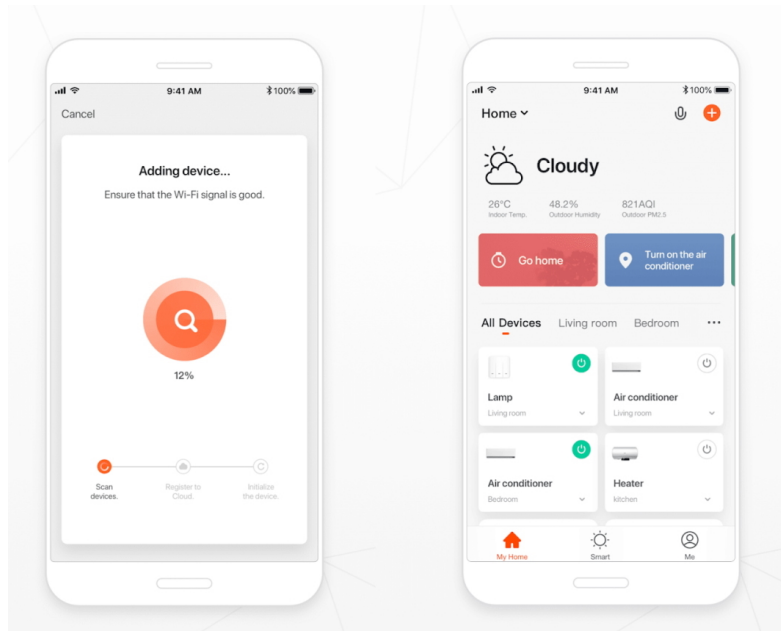 9:41 AM
100%
Cancel
Adding device...
Ensure that the Wi-Fi signal is good.
12%
Scan
devices.
Register to
Cloud.
Initialize
the device.
9:41 AM
100%
Home
Cloudy
26°C
Indoor Temp.
48.2%
Outdoor Humidity
821AQI
Outdoor PM2.5
Go home
Turn on the air
conditioner
All Devices
Living room
Bedroom
Lamp
Living room
Air conditioner
Living room
Air conditioner
Bedroom
Heater
kitchen
My Home
Smart
Me